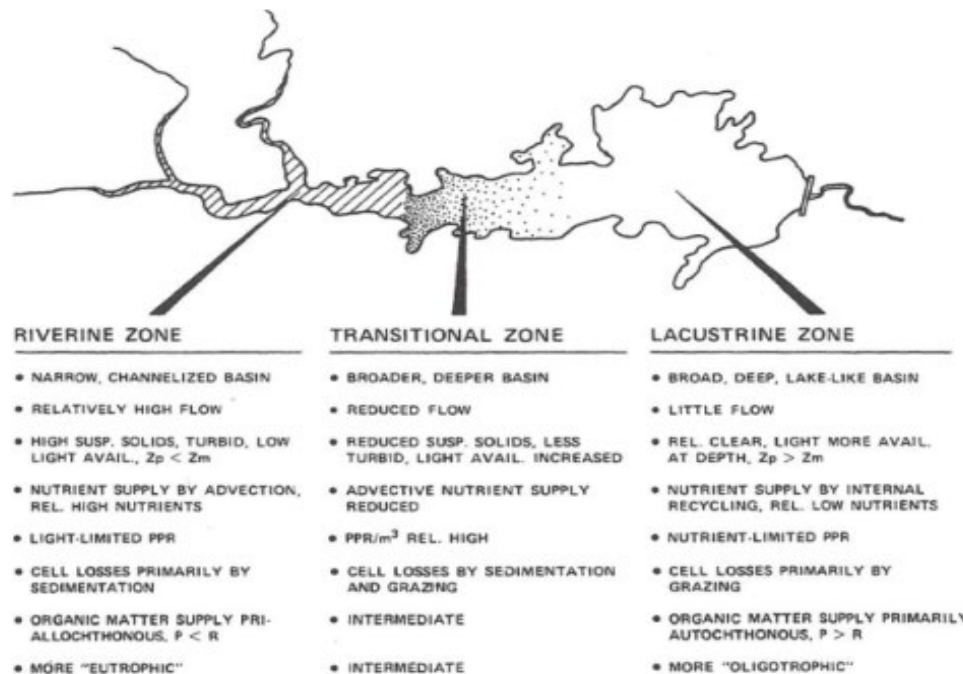 RIVERINE ZONE
• NARROW, CHANNELIZED BASIN
• RELATIVELY HIGH FLOW
• HIGH SUSP. SOLIDS, TURBID, LOW
LIGHT AVAIL., Zp < Zm
• NUTRIENT SUPPLY BY ADVECTION,
REL. HIGH NUTRIENTS
• LIGHT-LIMITED PPR
• CELL LOSSES PRIMARILY BY
SEDIMENTATION
• ORGANIC MATTER SUPPLY PRI-
ALLOCHTHONOUS, P < R
• MORE "EUTROPHIC"
TRANSITIONAL ZONE
• BROADER, DEEPER BASIN
• REDUCED FLOW
• REDUCED SUSP. SOLIDS, LESS
TURBID, LIGHT AVAIL. INCREASED
• ADVECTIVE NUTRIENT SUPPLY
REDUCED
• PPR/m³ REL. HIGH
• CELL LOSSES BY SEDIMENTATION
AND GRAZING
• INTERMEDIATE
• INTERMEDIATE
LACUSTRINE ZONE
• BROAD, DEEP, LAKE-LIKE BASIN
• LITTLE FLOW
• REL. CLEAR, LIGHT MORE AVAIL.
AT DEPTH, Zp > Zm
• NUTRIENT SUPPLY BY INTERNAL
RECYCLING, REL. LOW NUTRIENTS
• NUTRIENT-LIMITED PPR
• CELL LOSSES PRIMARILY BY
GRAZING
• ORGANIC MATTER SUPPLY PRIMARILY
AUTOCHTHONOUS, P > R
• MORE "OLIGOTROPHIC"